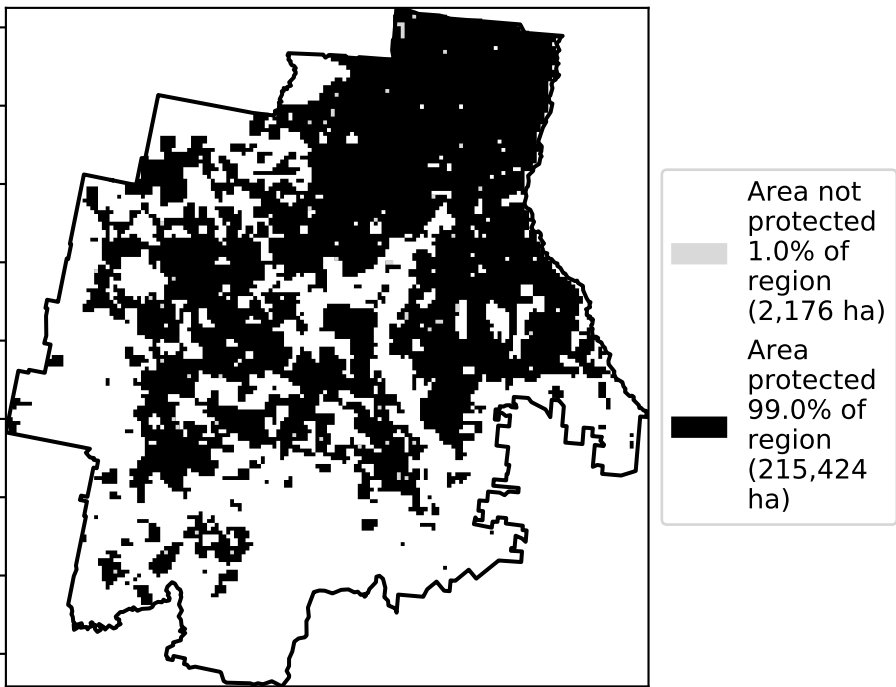 Area not
protected
1.0% of
region
(2,176 ha)
Area
protected
99.0% of
region
(215,424
ha)